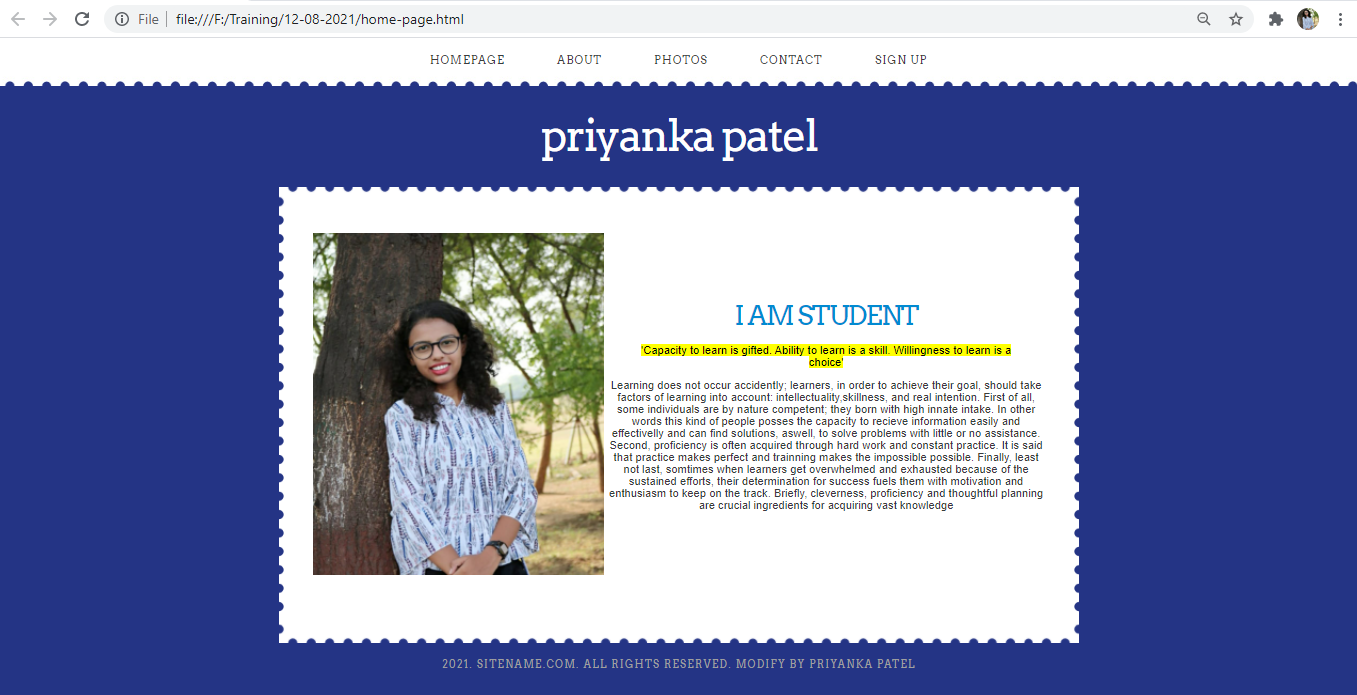 File file:///F:/Training/12-08-2021/home-page.html
HOMEPAGE ABOUT PHOTOS CONTACT SIGN UP
priyanka patel
I AM STUDENT
'Capacity to learn is gifted. Ability to learn is a skill. Willingness to learn is a
choice'
Learning does not occur accidently; learners, in order to achieve their goal, should take
factors of learning into account: intellectuality,skillness, and real intention. First of all,
some individuals are by nature competent; they born with high innate intake. In other
words this kind of people posses the capacity to recieve information easily and
effectivelly and can find solutions, aswell, to solve problems with little or no assistance.
Second, proficiency is often acquired through hard work and constant practice. It is said
that practice makes perfect and trainning makes the impossible possible. Finally, least
not last, somtimes when learners get overwhelmed and exhausted because of the
sustained efforts, their determination for success fuels them with motivation and
enthusiasm to keep on the track. Briefly, cleverness, proficiency and thoughtful planning
are crucial ingredients for acquiring vast knowledge
2021. SITENAME.COM. ALL RIGHTS RESERVED. MODIFY BY PRIYANKA PATEL